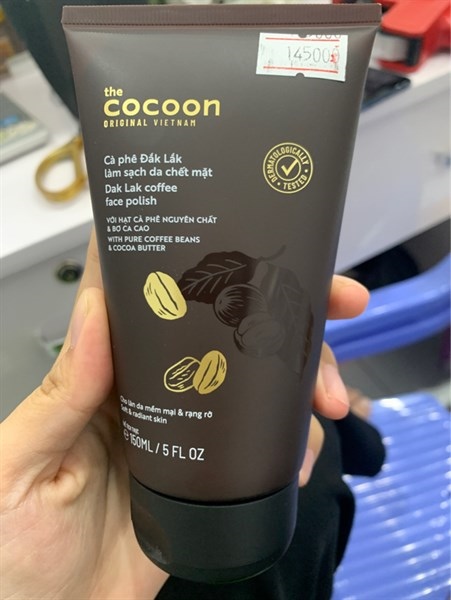 145000
the
cocoon
ORIGINAL VIETNAM
Cà phê Đắk Lắk
làm sạch da chết mặt
Dak Lak coffee
face polish
VỚI HẠT CÀ PHÊ NGUYÊN CHẤT
& BƠ CA CAO
WITH PURE COFFEE BEANS
& COCOA BUTTER
DERMATOLOGICALLY
TESTED
Cho làn da mềm mại & rạng rỡ
Soft & radiant skin
e 150ML / 5 FL OZ